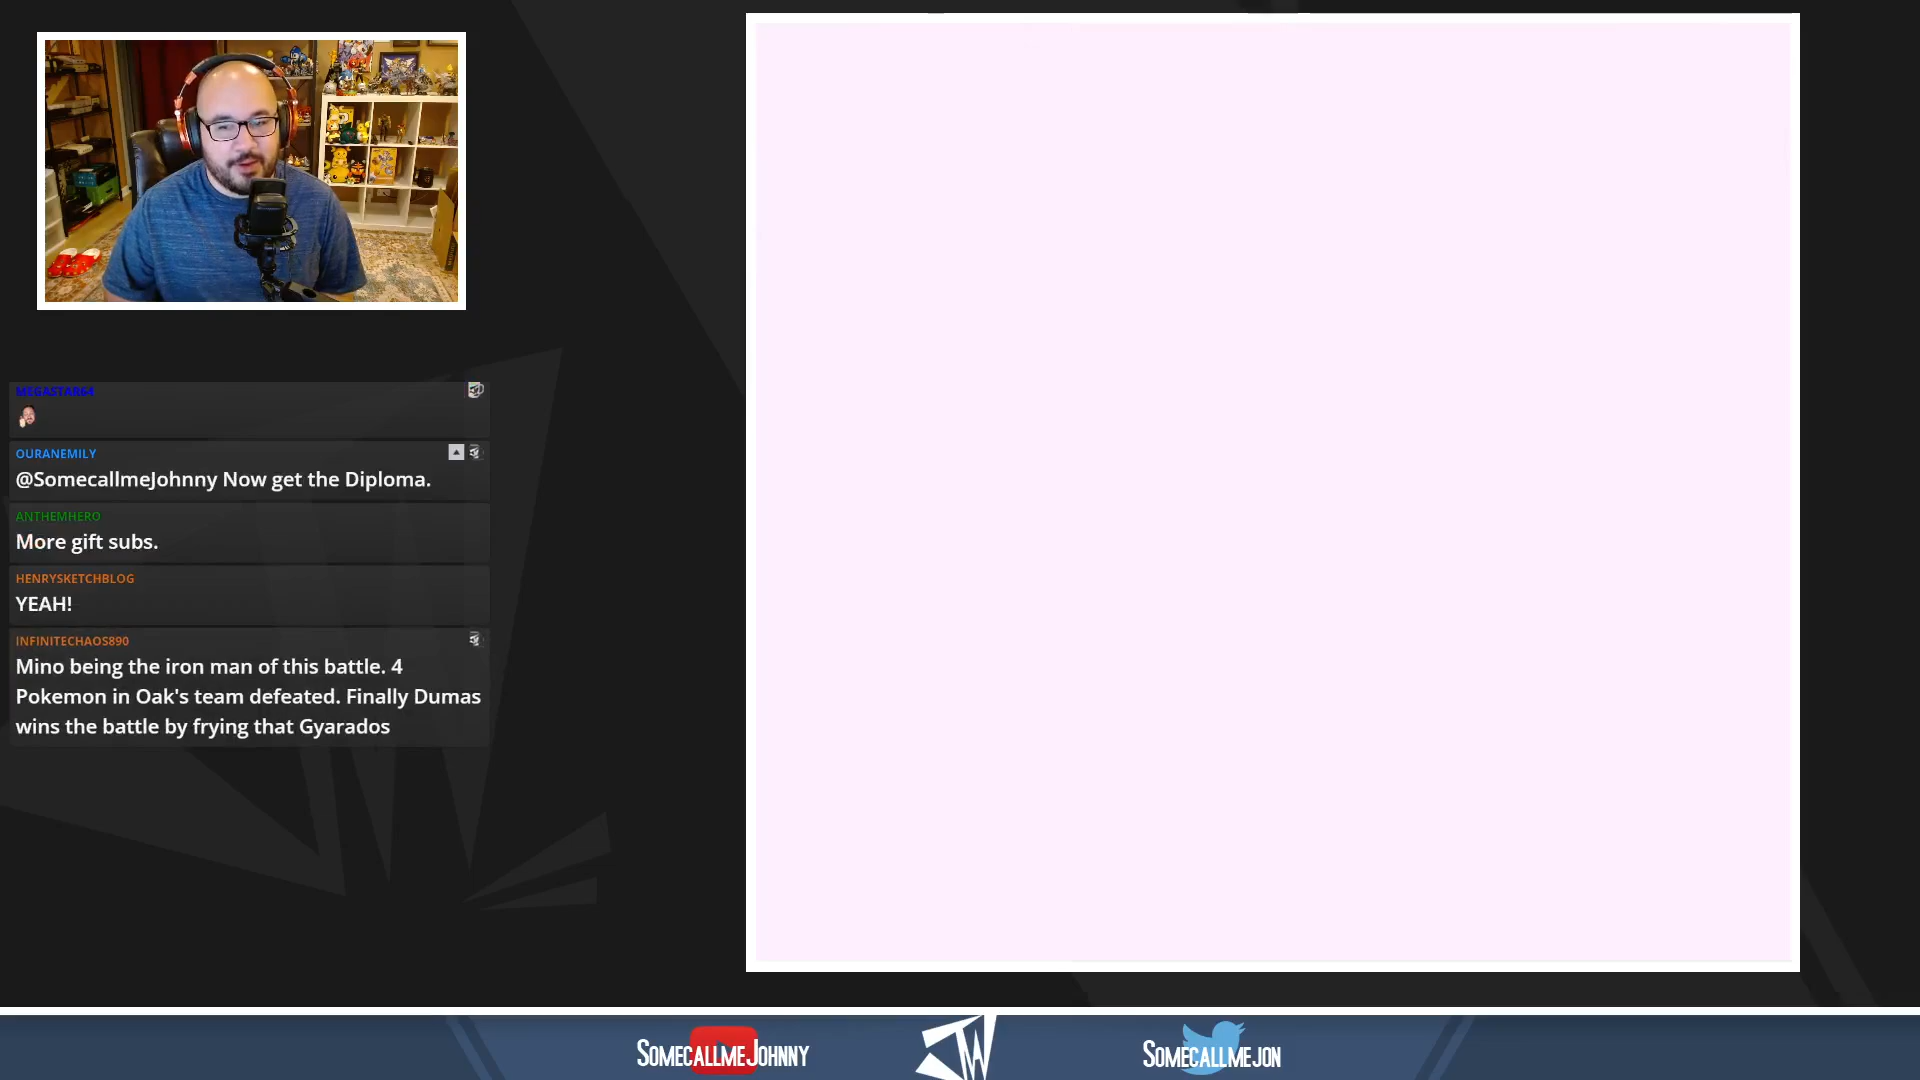 MEGASTAR64
OURANEMILY
@SomecallmeJohnny Now get the Diploma.
ANTHEMHERO
More gift subs.
HENRYSKETCHBLOG
YEAH!
INFINITECHAOS890
Mino being the iron man of this battle. 4
Pokemon in Oak's team defeated. Finally Dumas
wins the battle by frying that Gyarados
SOMECALLMEJOHNNY
SOMECALLMEJON